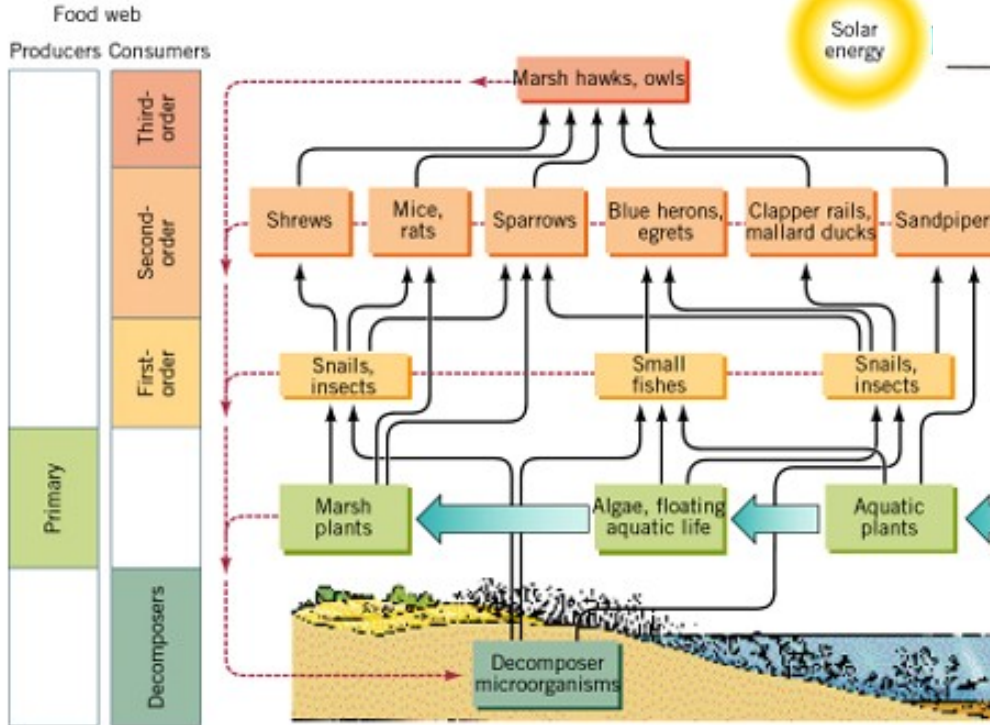 Food web
Producers Consumers
Solar
energy
Third-
order
Marsh hawks, owls
Second-
order
Shrews
Mice,
rats
Sparrows
Blue herons,
egrets
Clapper rails,
mallard ducks
Sandpiper
First-
order
Snails,
insects
Small
fishes
Snails,
insects
Primary
Marsh
plants
Algae, floating
aquatic life
Aquatic
plants
Decomposers
Decomposer
microorganisms